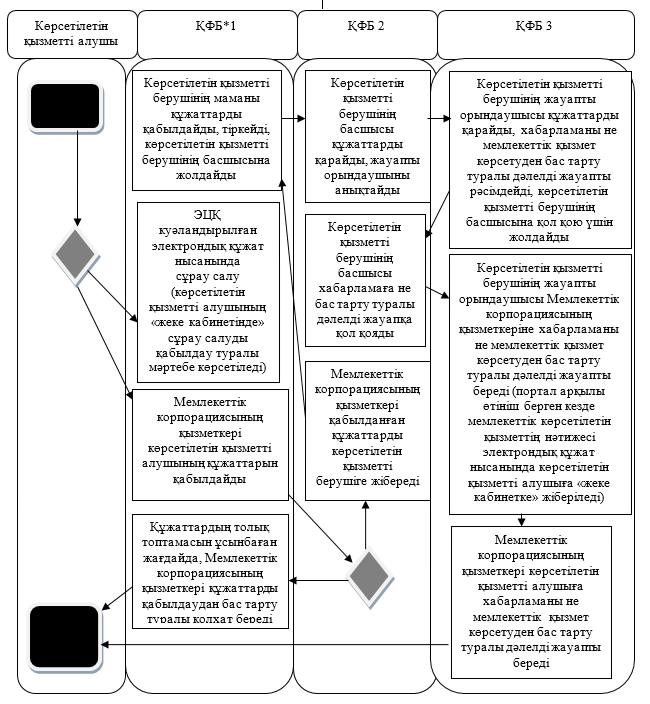 Көрсетілетін
қызметті алушы
ҚФБ*1
ҚФБ 2
ҚФБ 3
Көрсетілетін қызметті
берушінің маманы
құжаттарды
қабылдайды, тіркейді,
көрсетілетін қызметті
берушінің басшысына
жолдайды
ЭЦҚ
куәландырылған
электрондық құжат
нысанында
сұрау салу
(көрсетілетін
қызметті алушының
«жеке кабинетінде»
сұрау салуды
қабылдау туралы
мәртебе көрсетіледі)
Мемлекеттік
корпорациясының
қызметкері
көрсетілетін қызметті
алушының құжаттарын
қабылдайды
Құжаттардың толық
топтамасын ұсынбаған
жағдайда, Мемлекеттік
корпорациясының
қызметкері құжаттарды
қабылдаудан бас тарту
туралы қолхат береді
Көрсетілетін
қызметті
берушінің
басшысы
құжаттарды
қарайды, жауапты
орындаушыны
анықтайды
Көрсетілетін
қызметті
берушінің
басшысы
хабарламаға не
бас тарту туралы
дәлелді жауапқа
қол қояды
Мемлекеттік
корпорациясының
қызметкері
қабылданған
құжаттарды
көрсетілетін
қызметті
берушіге жібереді
Көрсетілетін қызметті
берушінің жауапты
орындаушысы құжаттарды
қарайды, хабарламаны не
мемлекеттік қызмет
көрсетуден бас тарту
туралы дәлелді жауапты
рәсімдейді, көрсетілетін
қызметті берушінің
басшысына қол қою үшін
жолдайды
Көрсетілетін қызметті
берушінің жауапты
орындаушысы Мемлекеттік
корпорациясының
қызметкеріне хабарламаны
не мемлекеттік қызмет
көрсетуден бас тарту
туралы дәлелді жауапты
береді (портал арқылы
өтініш берген кезде
мемлекеттік көрсетілетін
қызметтің нәтижесі
электрондық құжат
нысанында көрсетілетін
қызметті алушыға «жеке
кабинетке» жіберіледі)
Мемлекеттік
корпорациясының
қызметкері көрсетілетін
қызметті алушыға
хабарламаны не
мемлекеттік қызмет
көрсетуден бас тарту
туралы дәлелді жауапты
береді